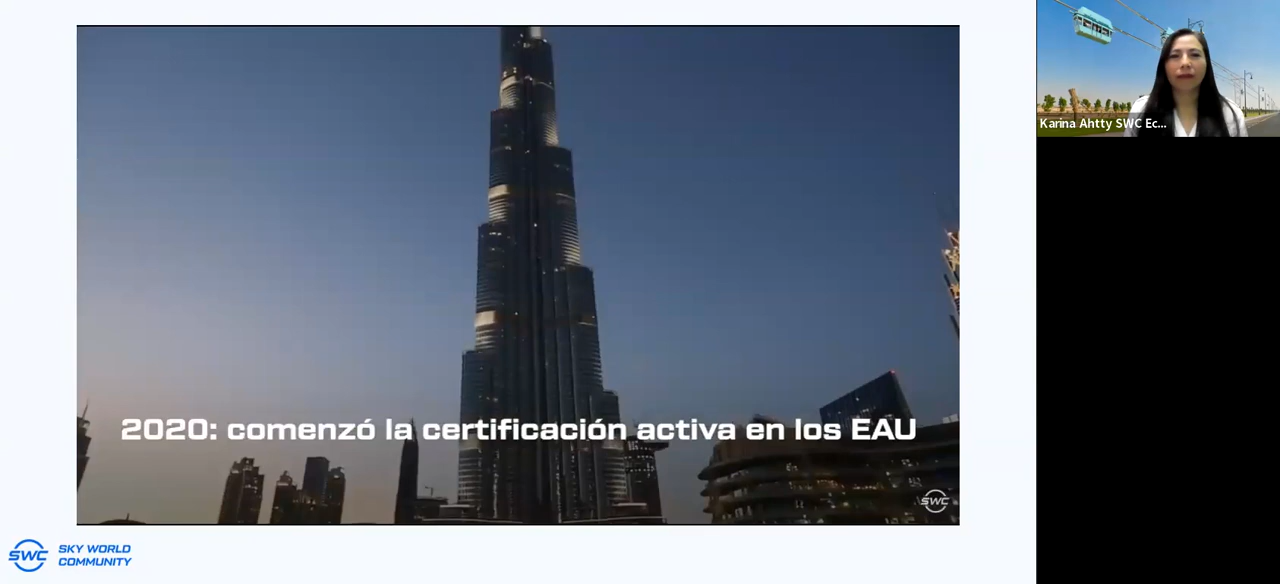 2020: comenzó la certificación activa en los EAU
SWC
SWC
SKY WORLD
COMMUNITY
Karina Ahtty SWC Ec...